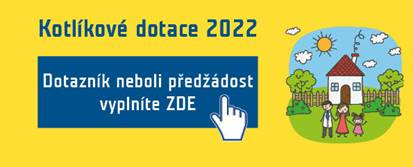 Kotlíkové dotace 2022
Dotazník neboli předžádost
vyplníte ZDE